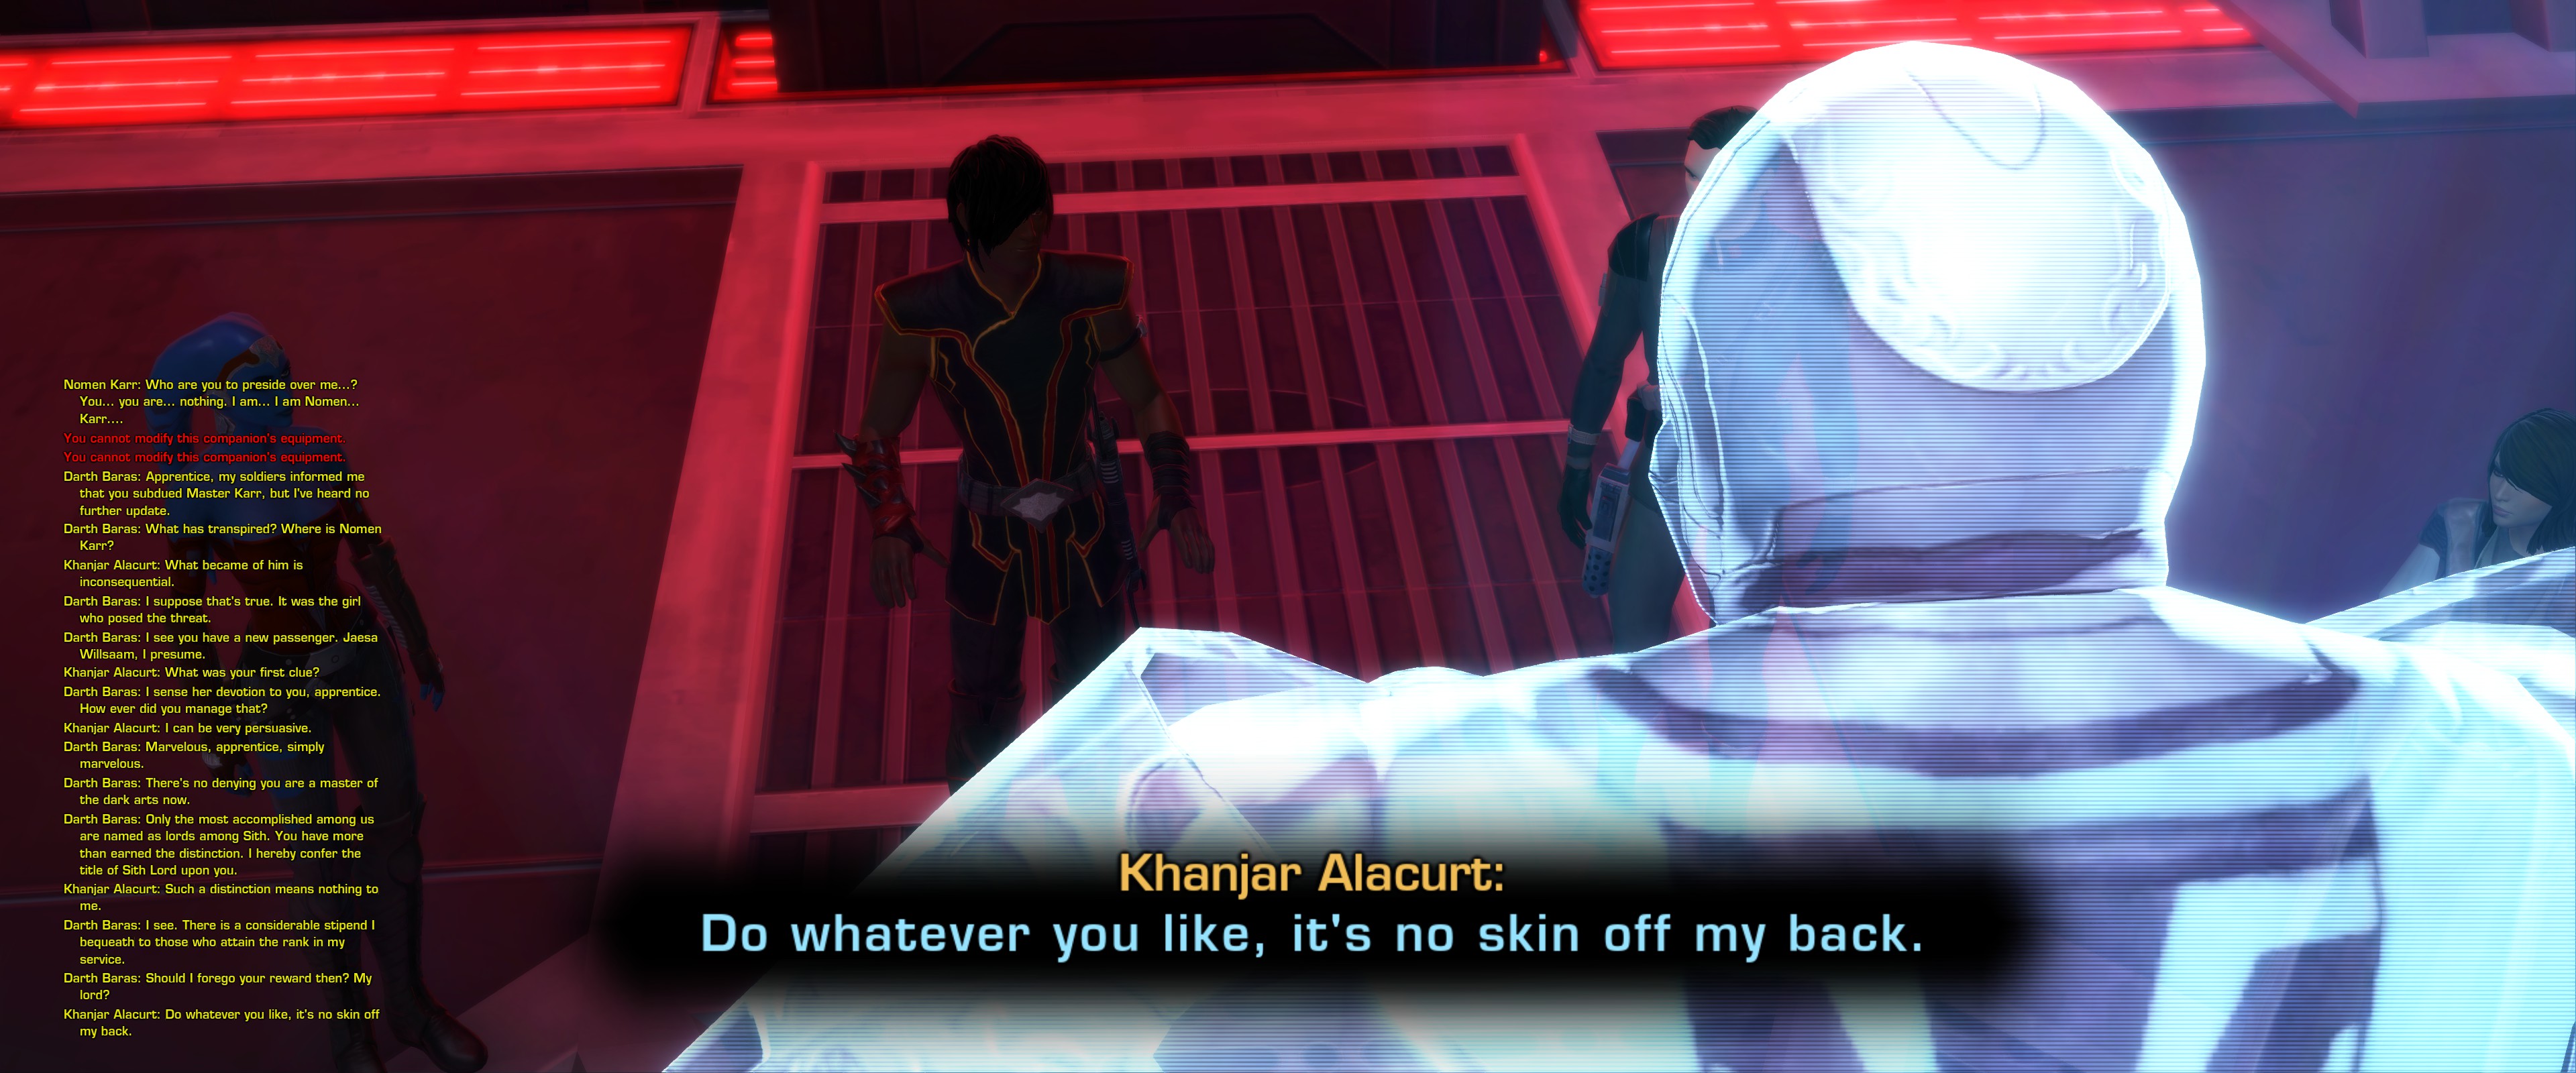 Nomen Karr: Who are you to preside over me...?
You... you are... nothing. I am... I am Nomen...
Karr....
You cannot modify this companion's equipment.
You cannot modify this companion's equipment.
Darth Baras: Apprentice, my soldiers informed me
that you subdued Master Karr, but I've heard no
further update.
Darth Baras: What has transpired? Where is Nomen
Karr?
Khanjar Alacurt: What became of him is
inconsequential.
Darth Baras: I suppose that's true. It was the girl
who posed the threat.
Darth Baras: I see you have a new passenger. Jaesa
Willsaam, I presume.
Khanjar Alacurt: What was your first clue?
Darth Baras: I sense her devotion to you, apprentice.
How ever did you manage that?
Khanjar Alacurt: I can be very persuasive.
Darth Baras: Marvelous, apprentice, simply
marvelous.
Darth Baras: There's no denying you are a master of
the dark arts now.
Darth Baras: Only the most accomplished among us
are named as lords among Sith. You have more
than earned the distinction. I hereby confer the
title of Sith Lord upon you.
Khanjar Alacurt: Such a distinction means nothing to
me.
Darth Baras: I see. There is a considerable stipend I
bequeath to those who attain the rank in my
service.
Darth Baras: Should I forego your reward then? My
lord?
Khanjar Alacurt: Do whatever you like, it's no skin off
my back.
Khanjar Alacurt:
Do whatever you like, it's no skin off my back.